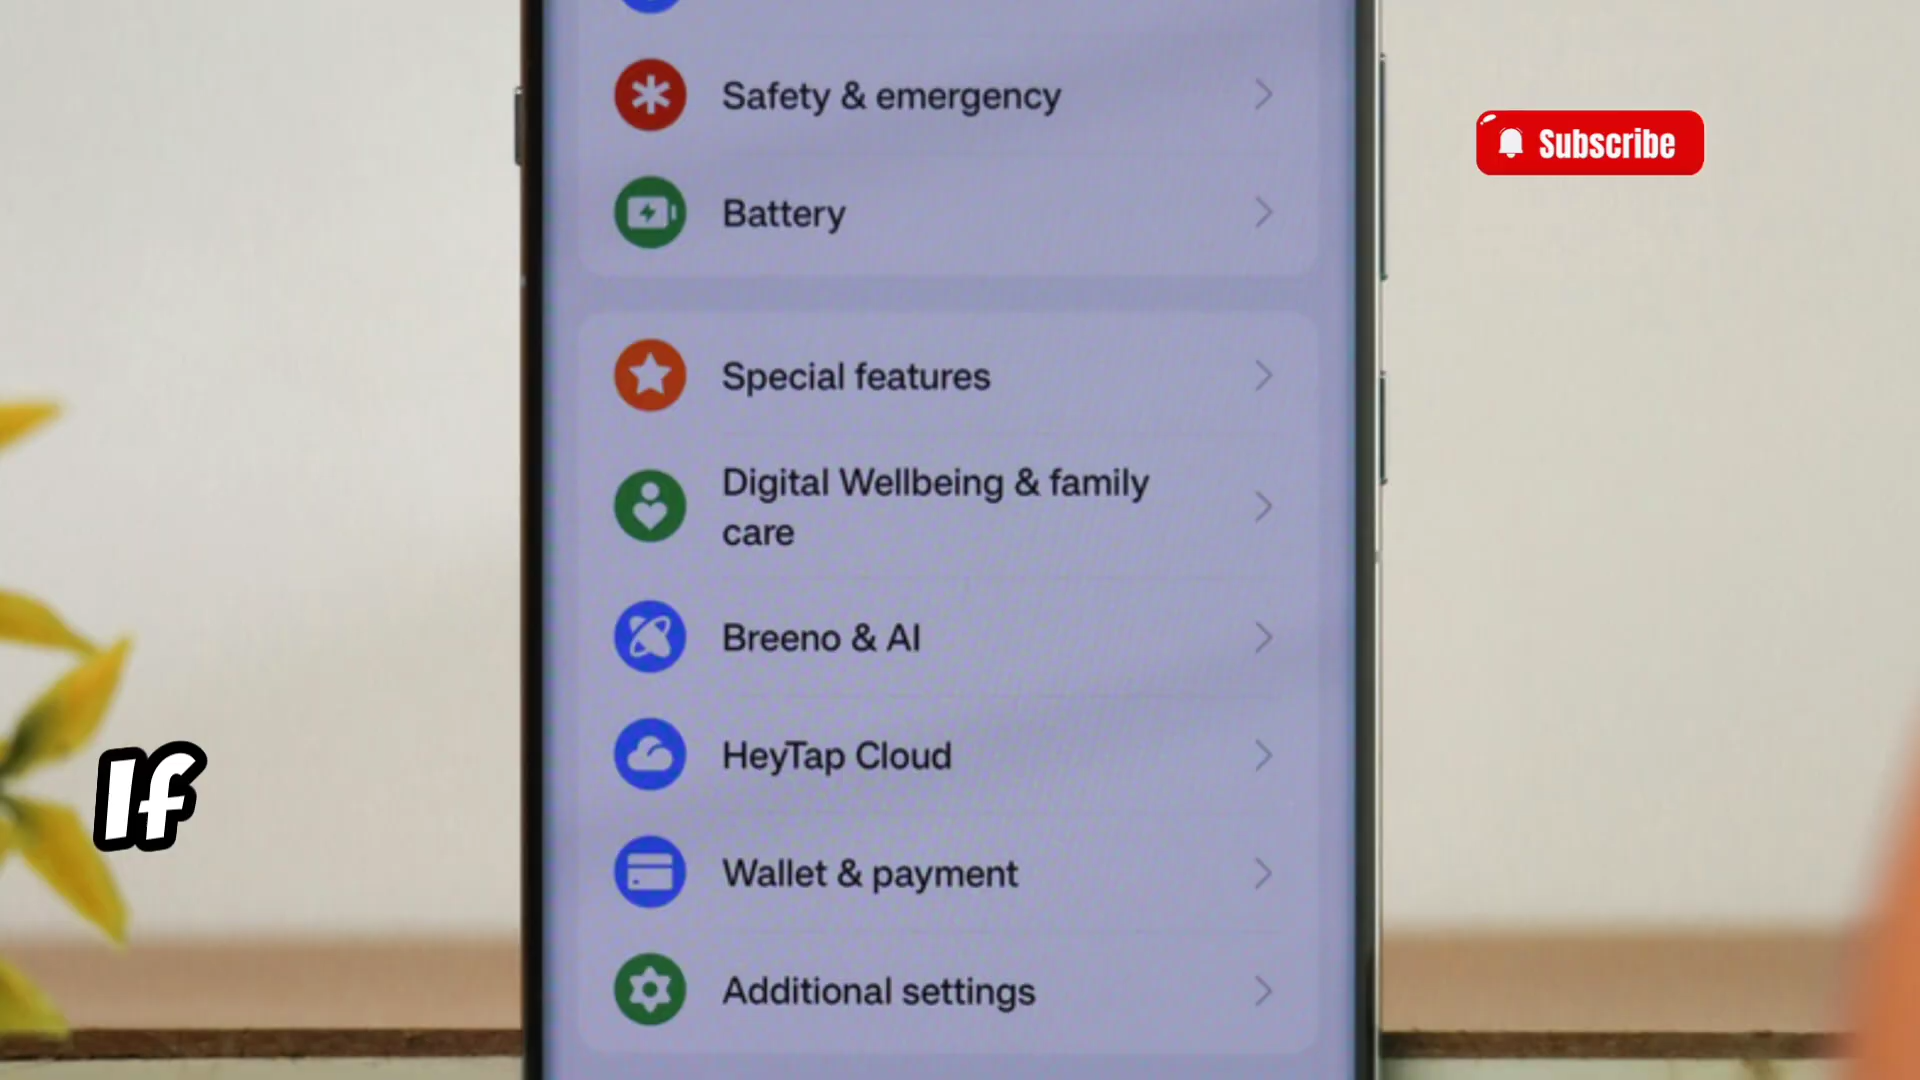 Safety & emergency
Subscribe
Battery
Special features
Digital Wellbeing & family
care
Breeno & AI
HeyTap Cloud
If
Wallet & payment
Additional settings